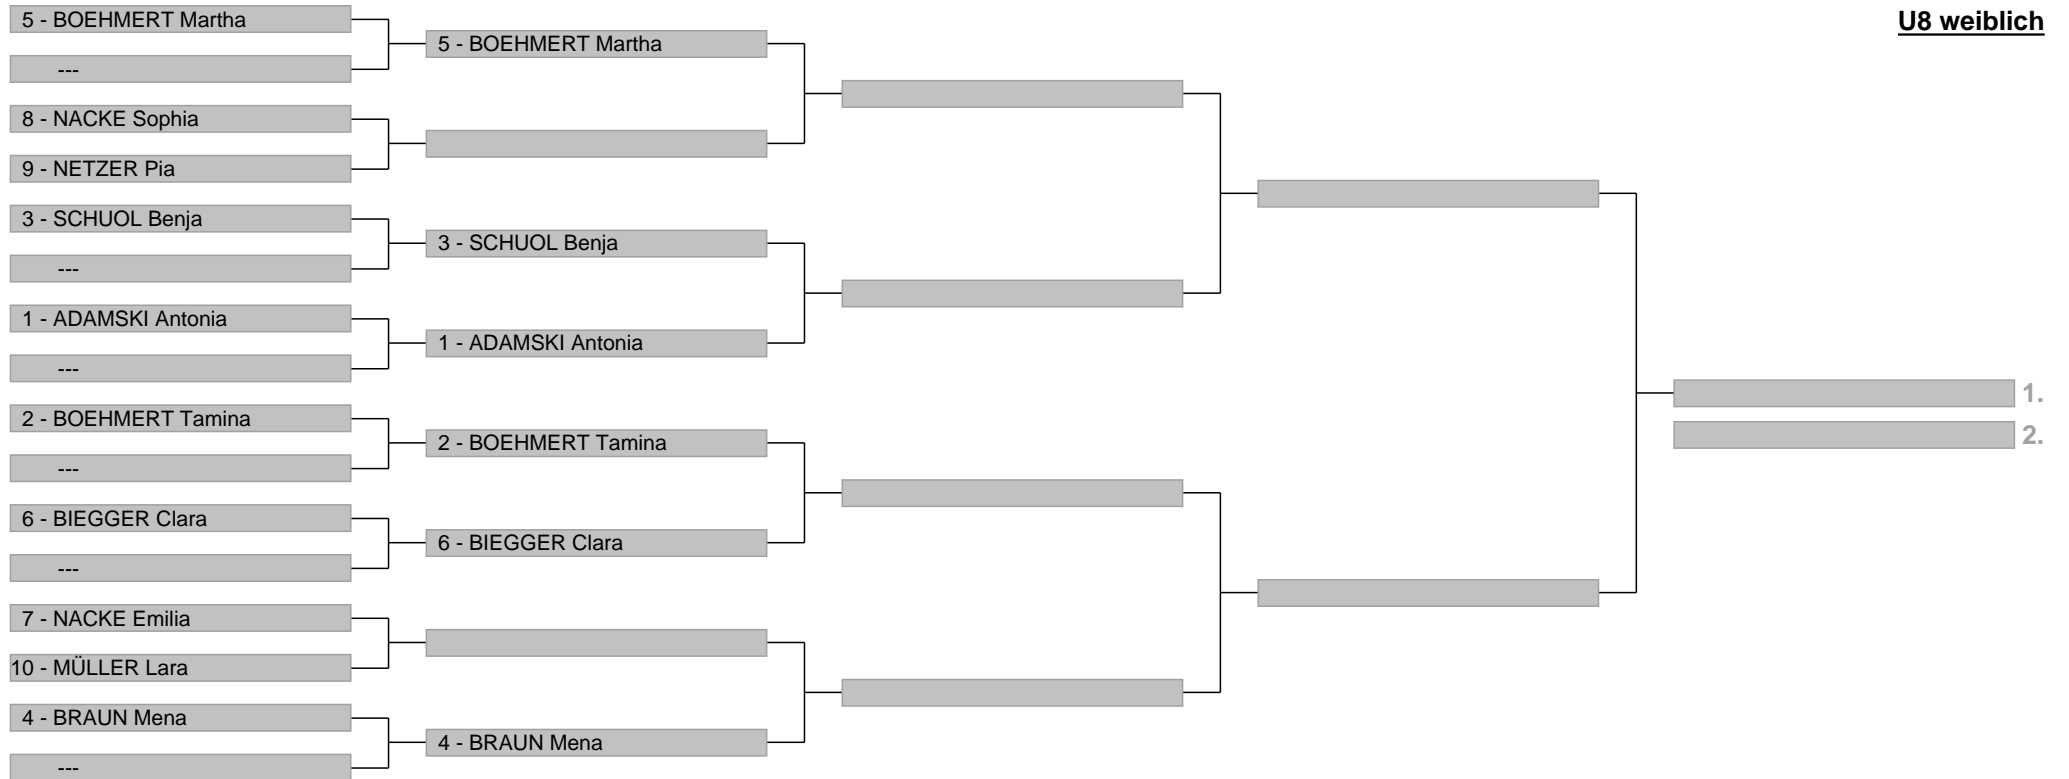 U8 weiblich
5 - BOEHMERT Martha
---
8 - NACKE Sophia
9 - NETZER Pia
3 - SCHUOL Benja
---
1 - ADAMSKI Antonia
---
2 - BOEHMERT Tamina
---
6 - BIEGGER Clara
---
7 - NACKE Emilia
10 - MÜLLER Lara
4 - BRAUN Mena
---
5 - BOEHMERT Martha
3 - SCHUOL Benja
1 - ADAMSKI Antonia
2 - BOEHMERT Tamina
6 - BIEGGER Clara
4 - BRAUN Mena
1.
2.